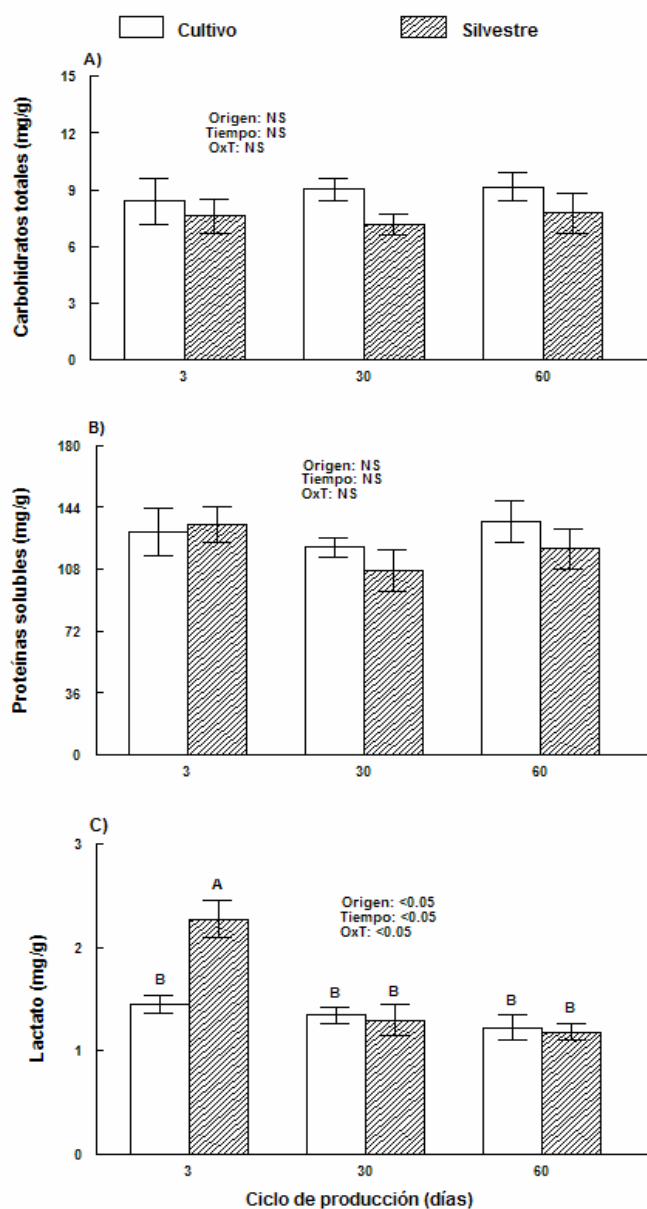 Cultivo Silvestre
A)
Carbohidratos totales (mg/g)
15
12
9
6
3
0
Origen: NS
Tiempo: NS
OxT: NS
3 30 60
B)
Proteínas solubles (mg/g)
180
144
108
72
36
0
Origen: NS
Tiempo: NS
OxT: NS
3 30 60
C)
Lactato (mg/g)
3
2
1
0
Origen: <0.05
Tiempo: <0.05
OxT: <0.05
B A B B B B
3 30 60
Ciclo de producción (días)